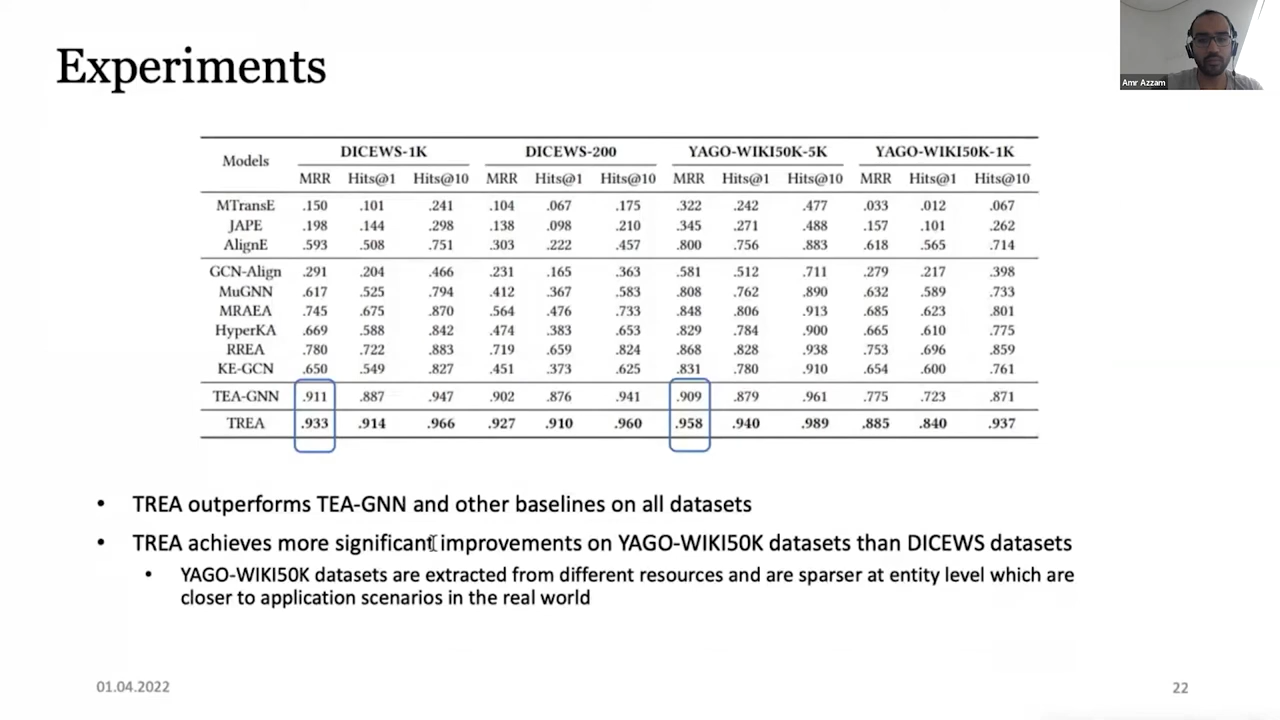 Experiments
Amr Azzam
Models DICEWS-1K DICEWS-200 YAGO-WIKI50K-5K YAGO-WIKI50K-1K
MRR Hits@1 Hits@10 MRR Hits@1 Hits@10 MRR Hits@1 Hits@10 MRR Hits@1 Hits@10
MTransE .150 .101 .241 .104 .067 .175 .322 .242 .477 .033 .012 .067
JAPE .198 .144 .298 .138 .098 .210 .345 .271 .488 .157 .101 .262
AlignE .593 .508 .751 .303 .222 .457 .800 .756 .883 .618 .565 .714
GCN-Align .291 .204 .466 .231 .165 .363 .581 .512 .711 .279 .217 .398
MuGNN .617 .525 .794 .412 .367 .583 .808 .762 .890 .632 .589 .733
MRAEA .745 .675 .870 .564 .476 .733 .848 .806 .913 .685 .623 .801
HyperKA .669 .588 .842 .474 .383 .653 .829 .784 .900 .665 .610 .775
RREA .780 .722 .883 .719 .659 .824 .868 .828 .938 .753 .696 .859
KE-GCN .650 .549 .827 .451 .373 .625 .831 .780 .910 .654 .600 .761
TEA-GNN .911 .887 .947 .902 .876 .941 .909 .879 .961 .775 .723 .871
TREA .933 .914 .966 .927 .910 .960 .958 .940 .989 .885 .840 .937
• TREA outperforms TEA-GNN and other baselines on all datasets
• TREA achieves more significant improvements on YAGO-WIKI50K datasets than DICEWS datasets
• YAGO-WIKI50K datasets are extracted from different resources and are sparser at entity level which are
closer to application scenarios in the real world
01.04.2022
22